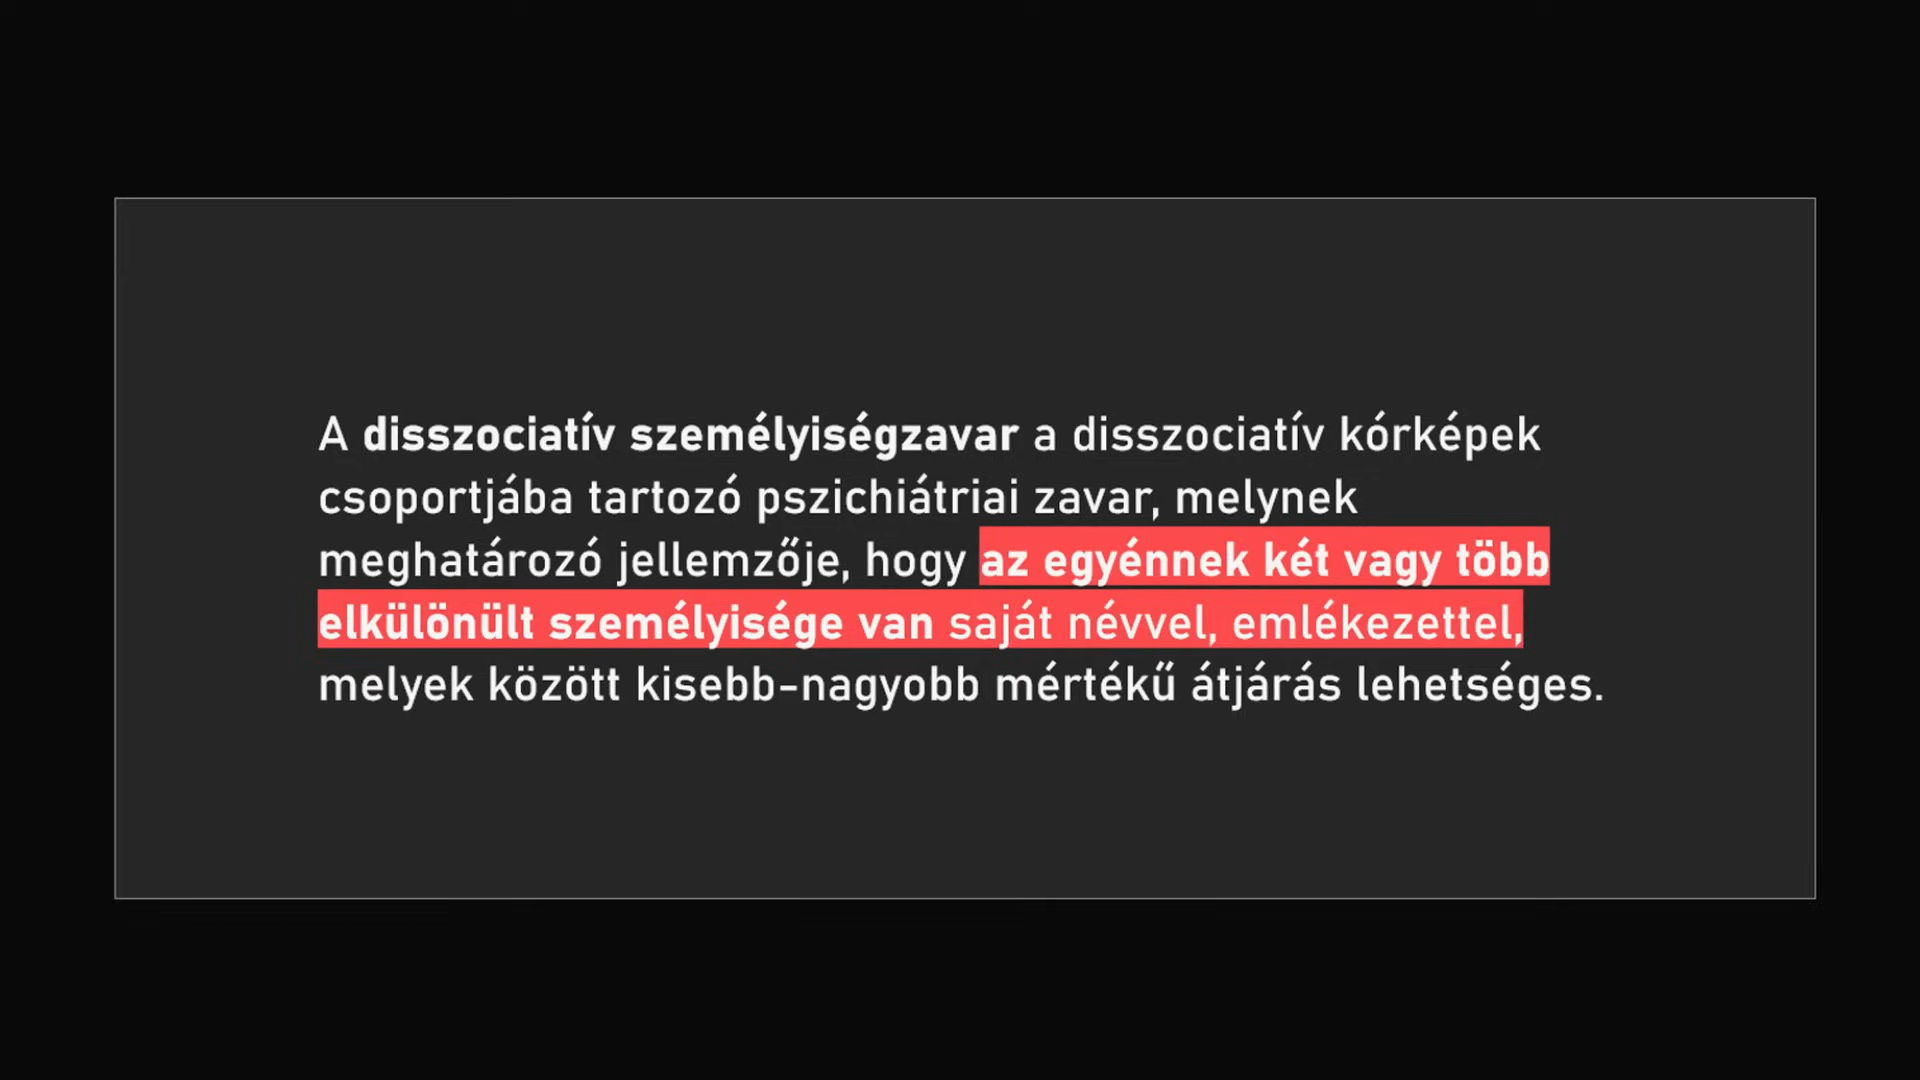 A disszociatív személyiségzavar a disszociatív kórképek
csoportjába tartozó pszichiátriai zavar, melynek
meghatározó jellemzője, hogy az egyénnek két vagy több
elkülönült személyisége van saját névvel, emlékezettel,
melyek között kisebb-nagyobb mértékű átjárás lehetséges.